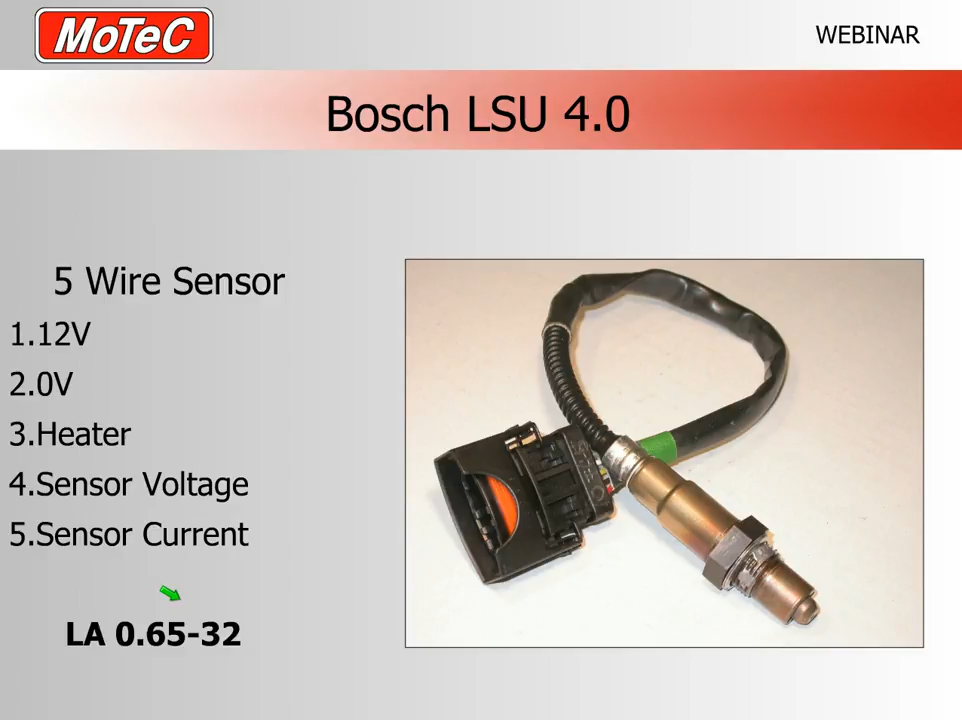 MoTeC
WEBINAR
Bosch LSU 4.0
5 Wire Sensor
1.12V
2.0V
3.Heater
4.Sensor Voltage
5.Sensor Current
LA 0.65-32